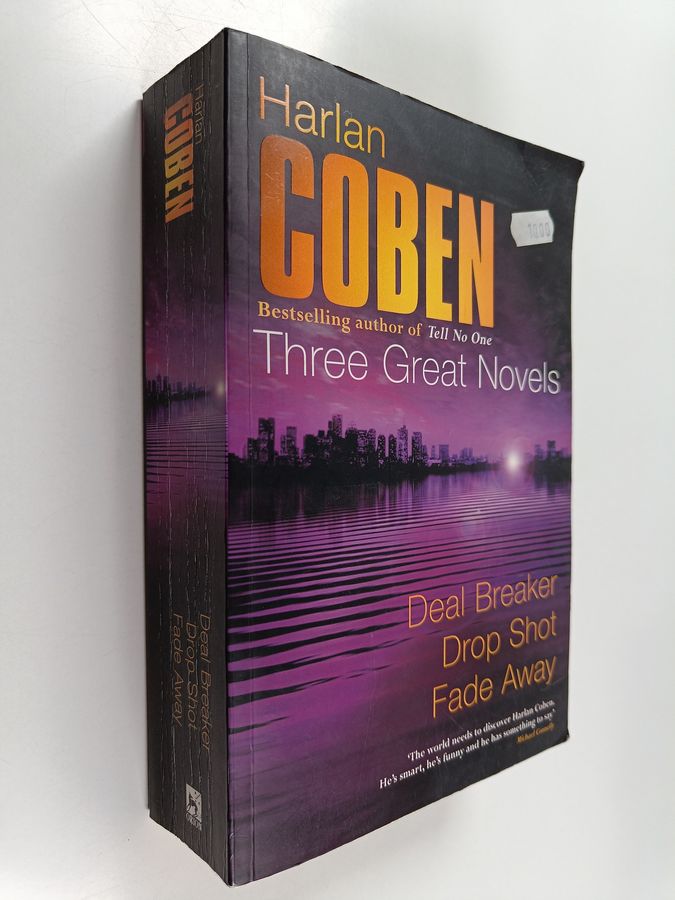 Harlan
COBEN
Bestselling author of Tell No One
Three Great Novels
Deal Breaker
Drop Shot
Fade Away
'The world needs to discover Harlan Coben.
He's smart, he's funny and he has something to say'
Michael Connelly
Harlan
COBEN
Deal Breaker
Drop Shot
Fade Away